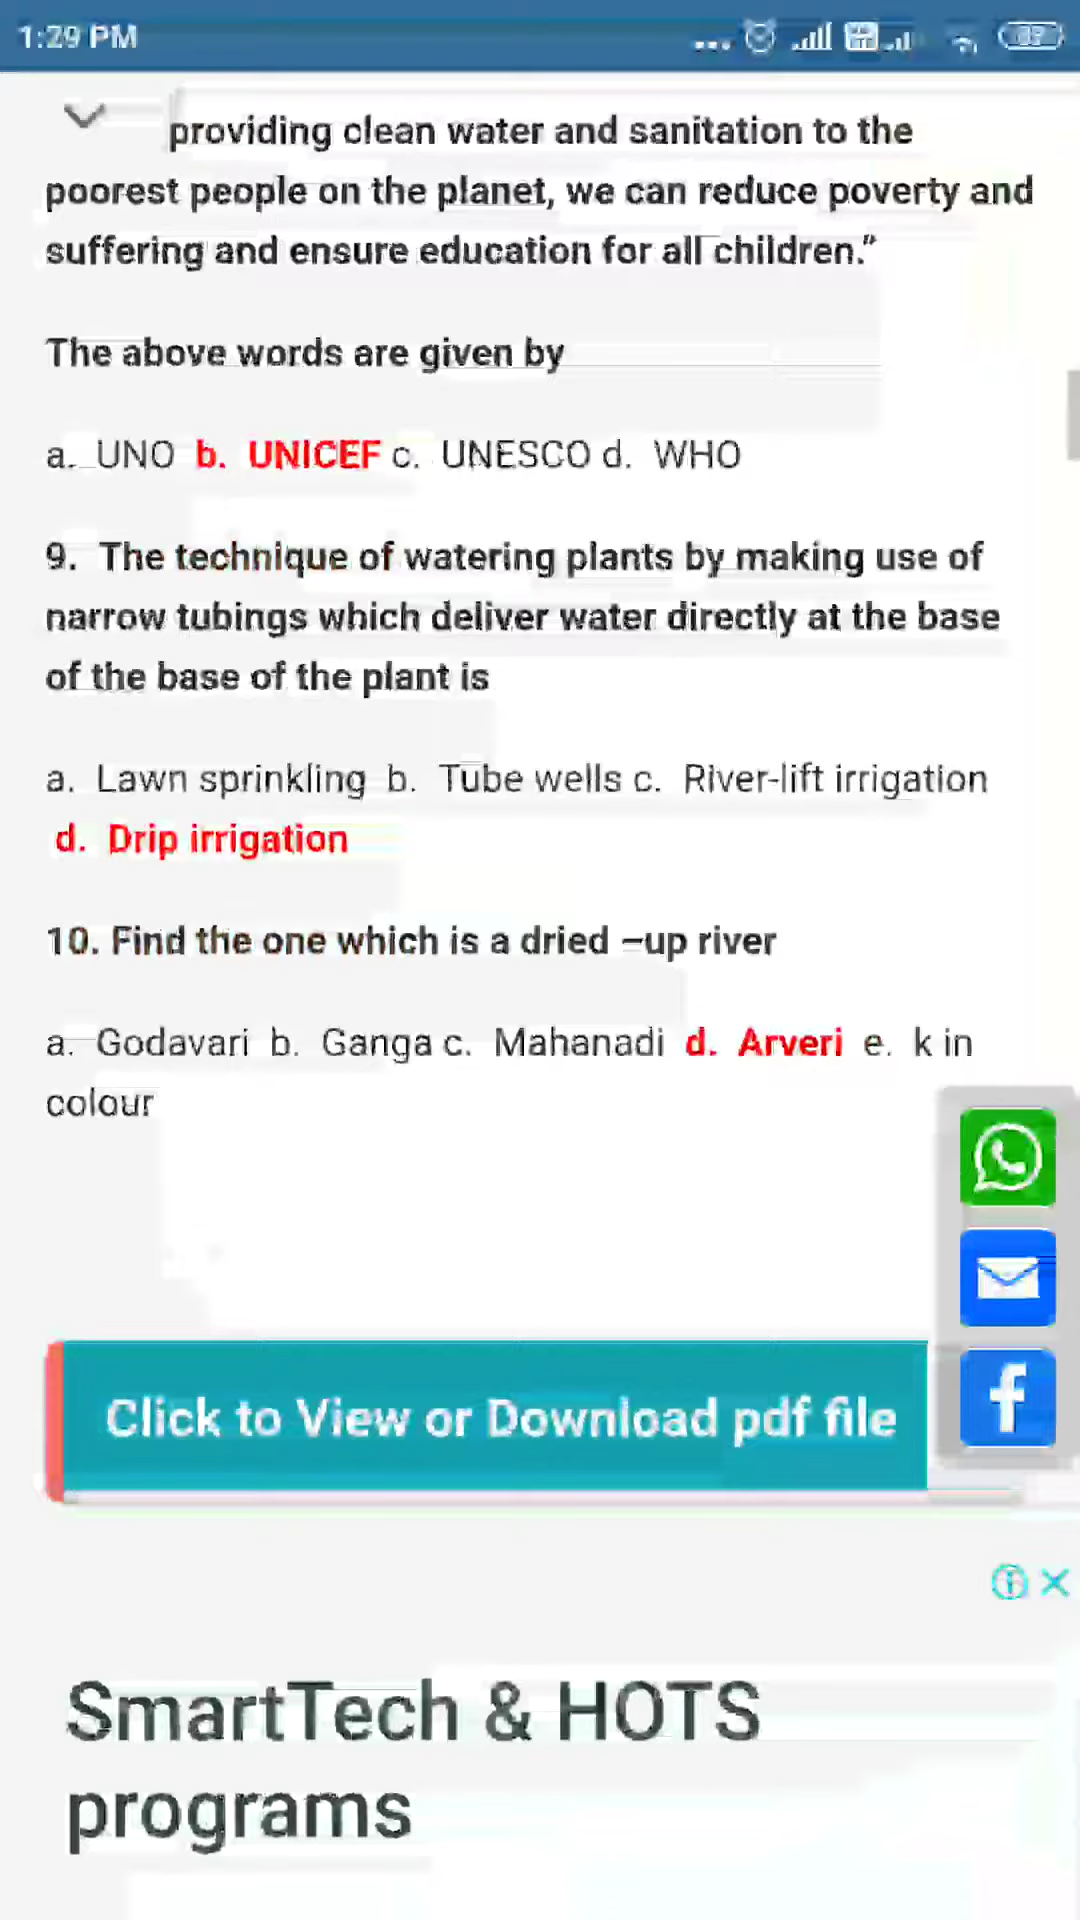 1:29 PM
providing clean water and sanitation to the
poorest people on the planet, we can reduce poverty and
suffering and ensure education for all children.”
The above words are given by
a. UNO b. UNICEF c. UNESCO d. WHO
9. The technique of watering plants by making use of
narrow tubings which deliver water directly at the base
of the base of the plant is
a. Lawn sprinkling b. Tube wells c. River-lift irrigation
d. Drip irrigation
10. Find the one which is a dried –up river
a. Godavari b. Ganga c. Mahanadi d. Arveri e. k in
colour
Click to View or Download pdf file
SmartTech & HOTS
programs